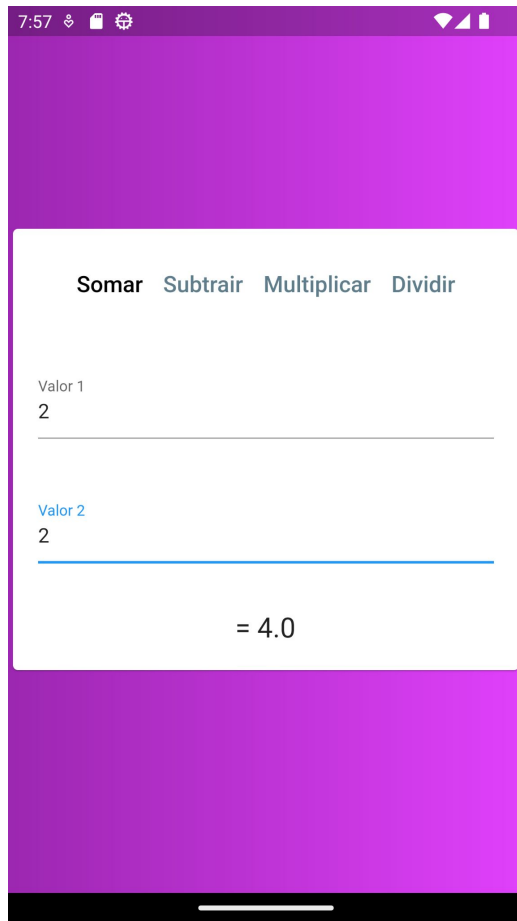 7:57
Somar Subtrair Multiplicar Dividir
Valor 1
2
Valor 2
2
= 4.0